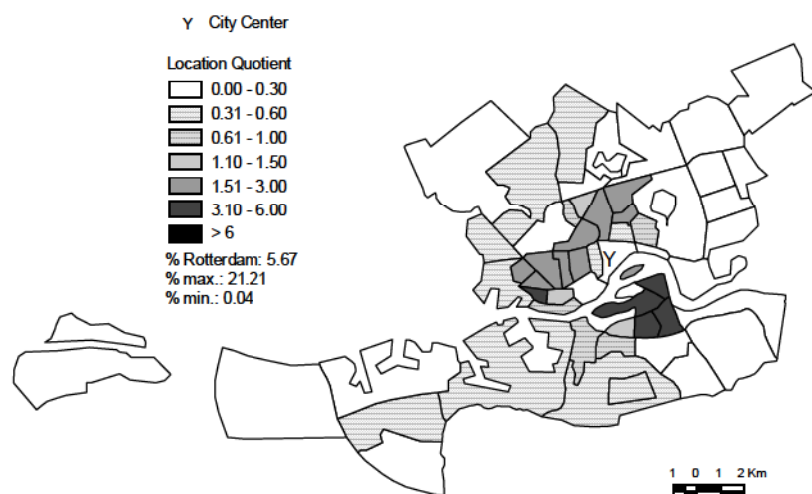 Y City Center
Location Quotient
0.00 - 0.30
0.31 - 0.60
0.61 - 1.00
1.10 - 1.50
1.51 - 3.00
3.10 - 6.00
> 6
% Rotterdam: 5.67
% max.: 21.21
% min.: 0.04
Y
1 0 1 2 Km